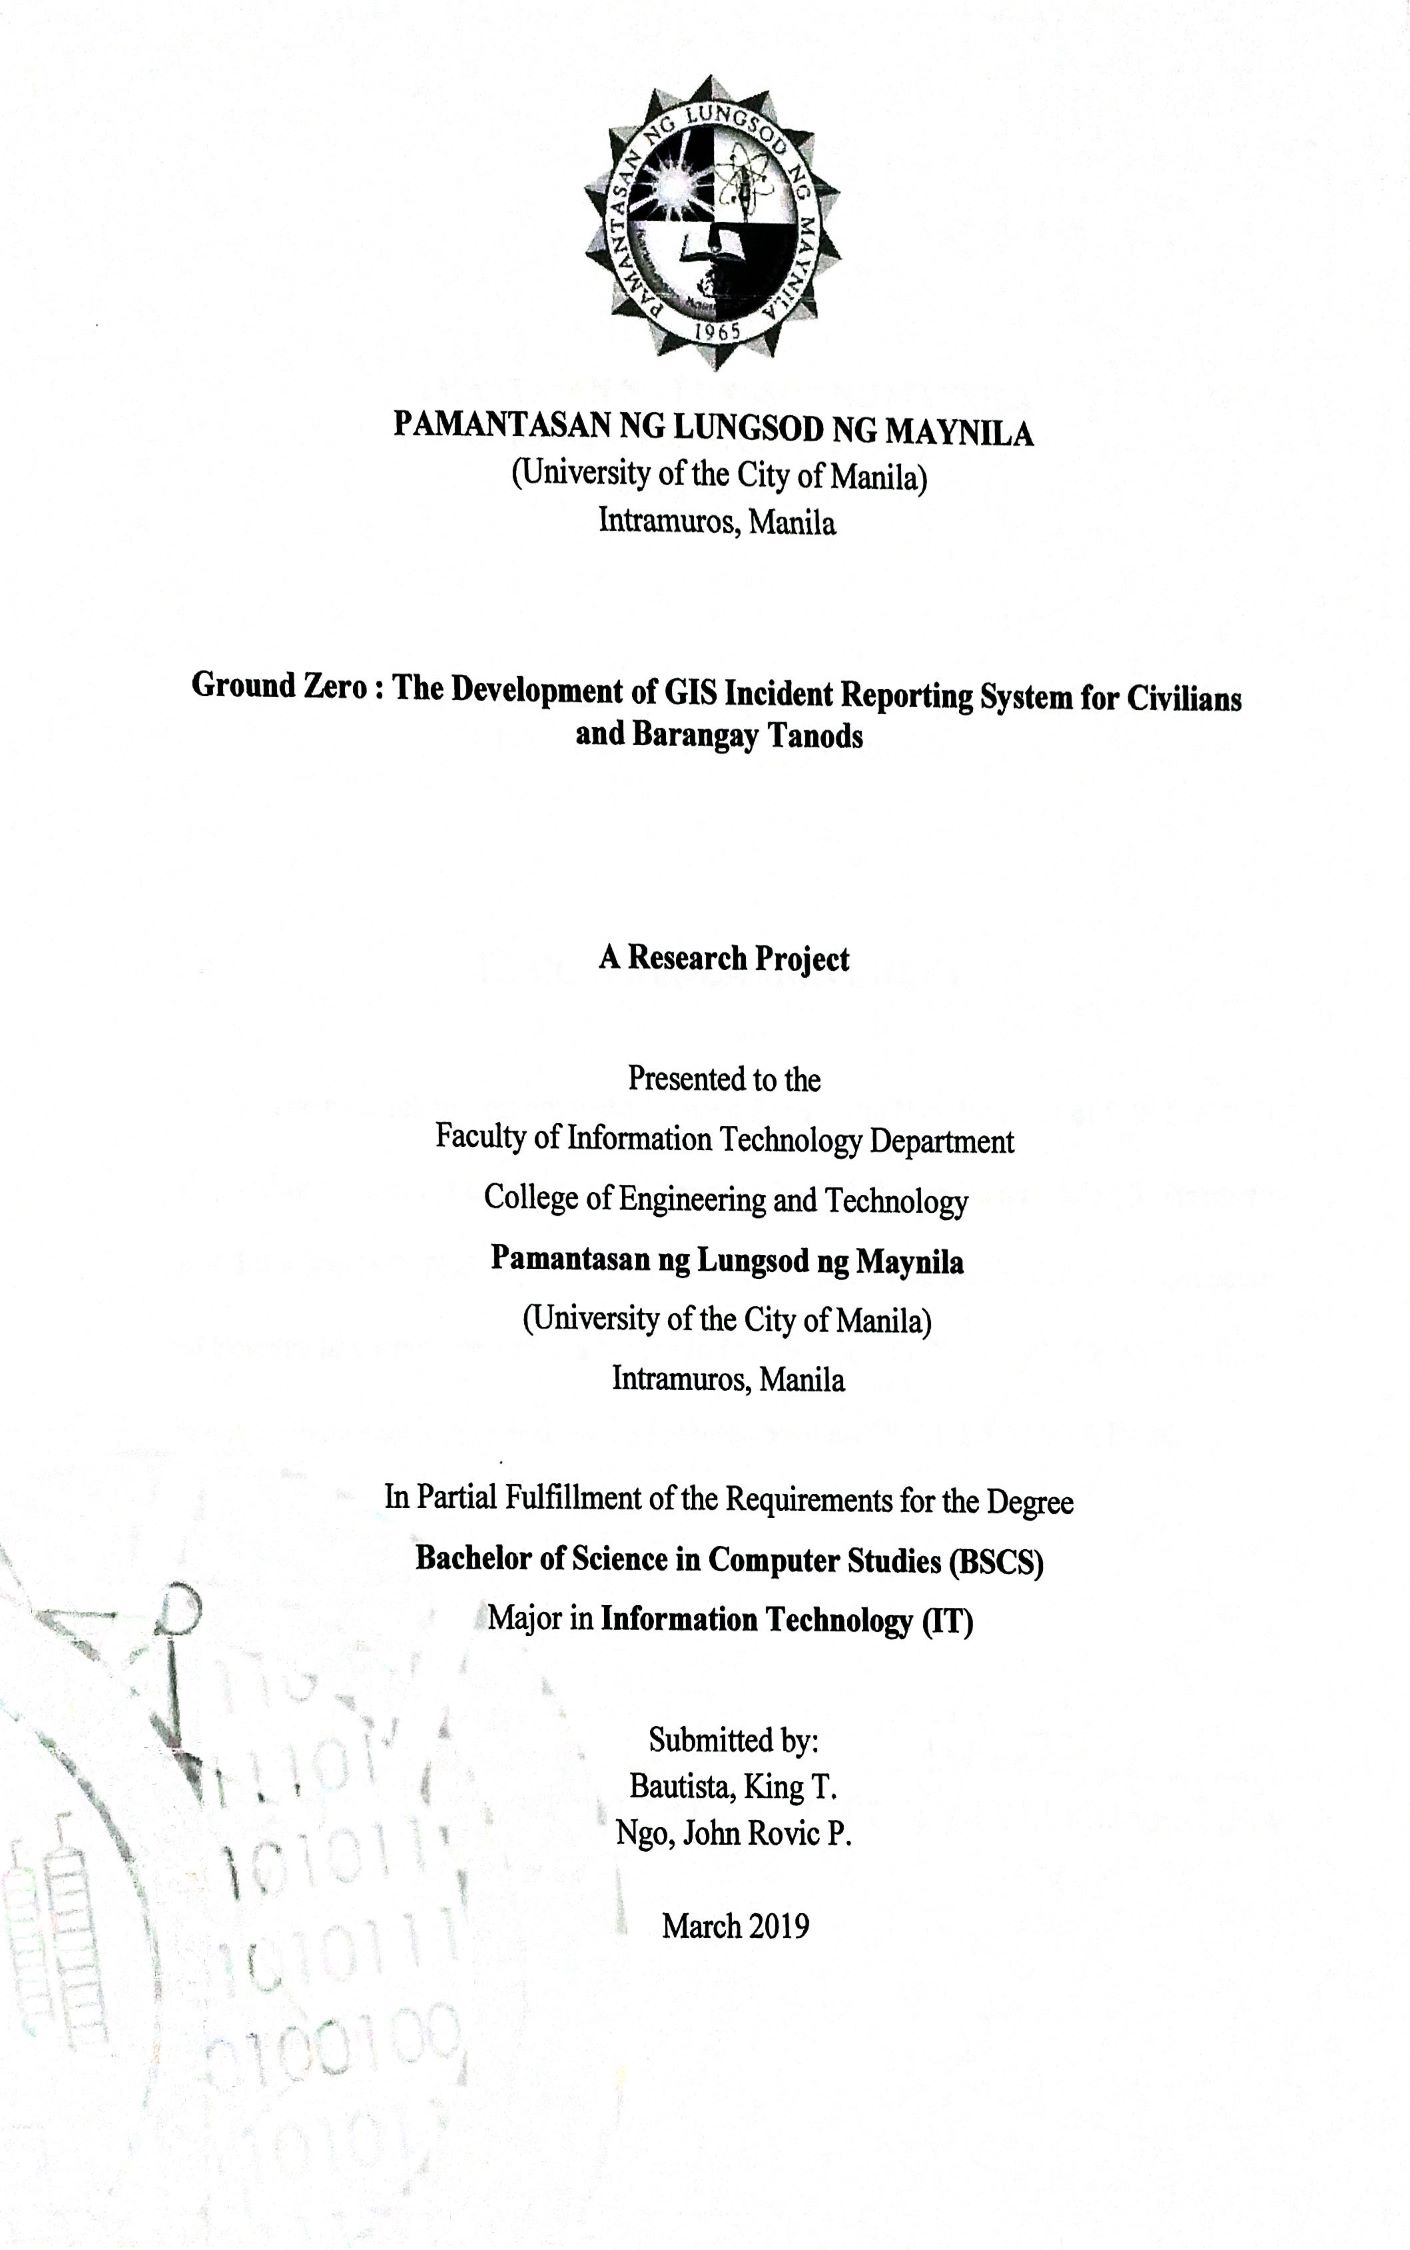 PAMANTASAN NG LUNGSOD NG MAYNILA
1965
PAMANTASAN NG LUNGSOD NG MAYNILA
(University of the City of Manila)
Intramuros, Manila
Ground Zero : The Development of GIS Incident Reporting System for Civilians
and Barangay Tanods
A Research Project
Presented to the
Faculty of Information Technology Department
College of Engineering and Technology
Pamantasan ng Lungsod ng Maynila
(University of the City of Manila)
Intramuros, Manila
In Partial Fulfillment of the Requirements for the Degree
Bachelor of Science in Computer Studies (BSCS)
Major in Information Technology (IT)
Submitted by:
Bautista, King T.
Ngo, John Rovic P.
March 2019
1010111
0100100